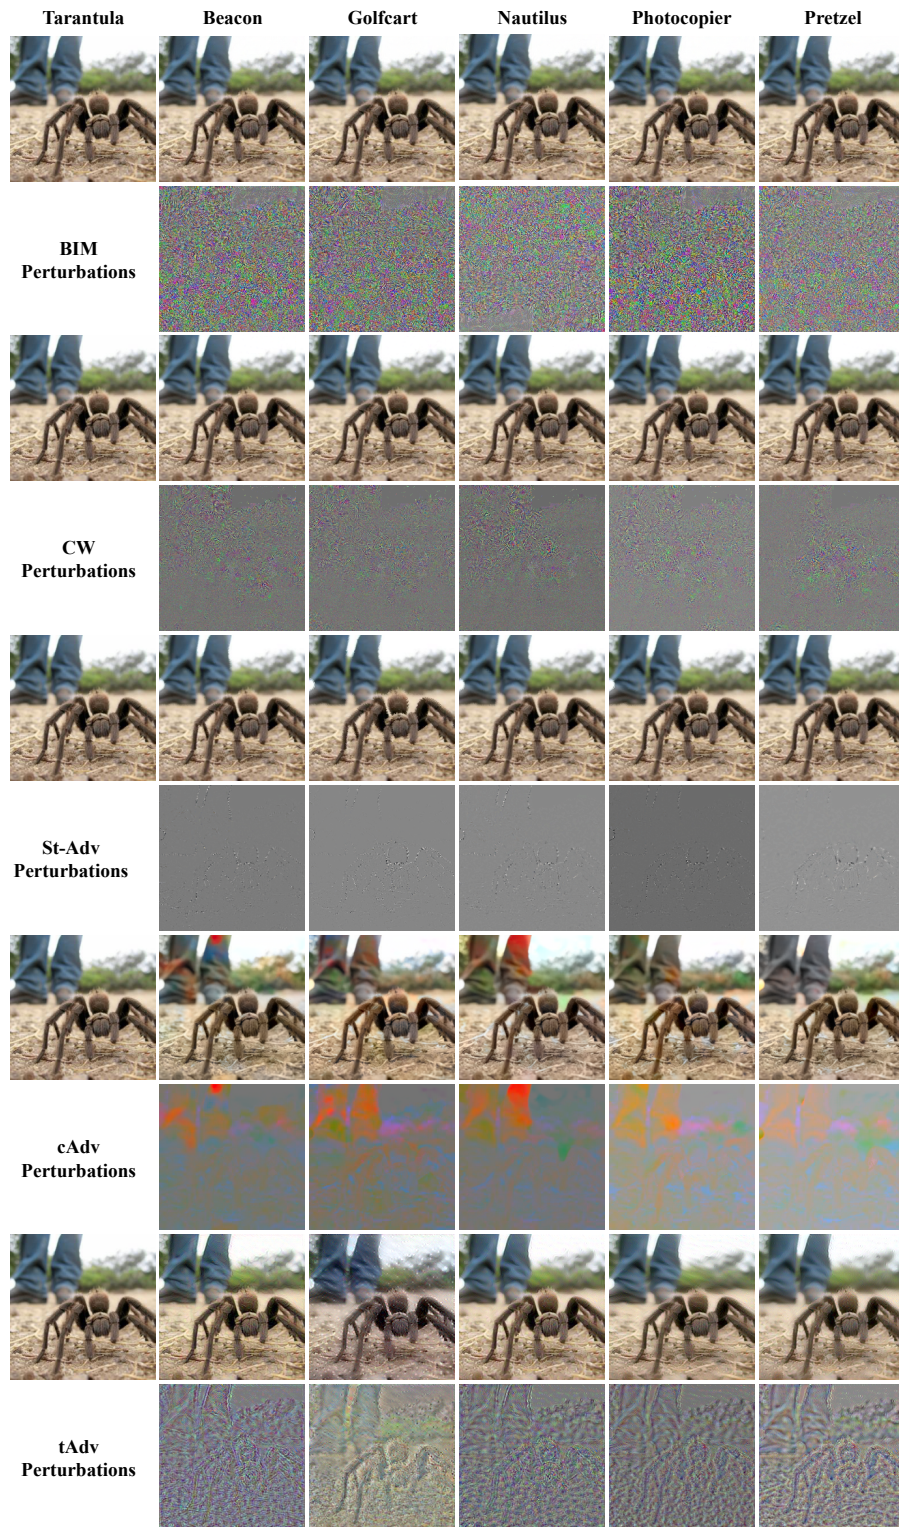 Tarantula Beacon Golfcart Nautilus Photocopier Pretzel
BIM
Perturbations
CW
Perturbations
St-Adv
Perturbations
cAdv
Perturbations
tAdv
Perturbations